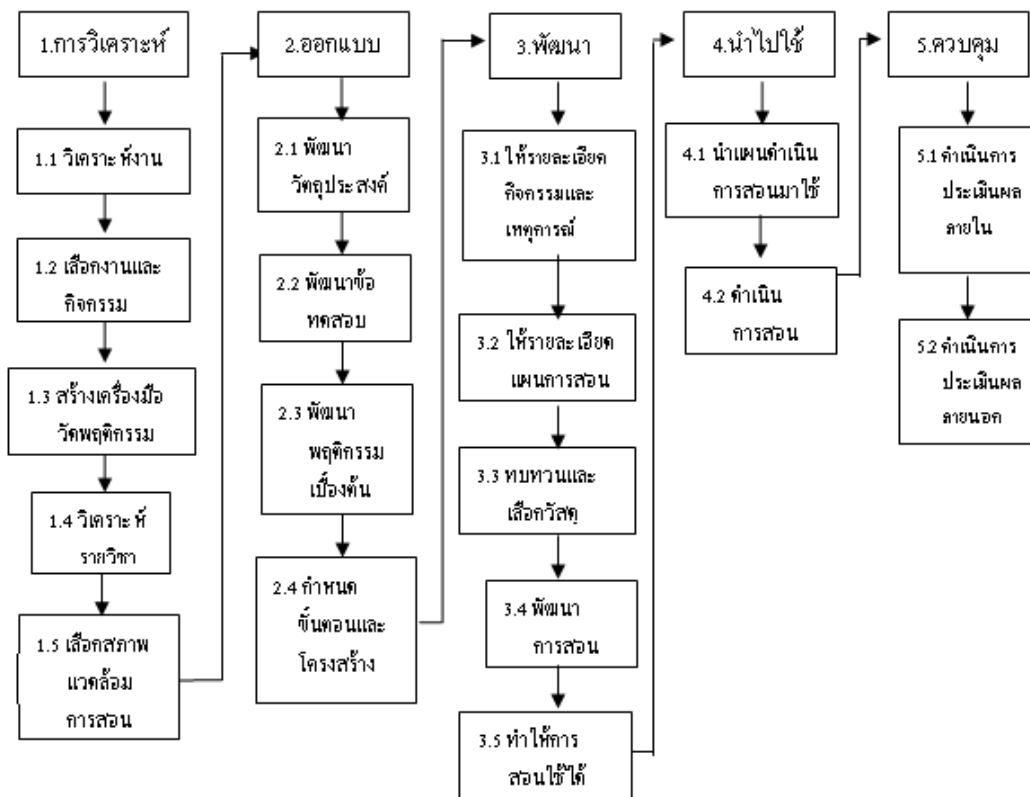 1.การวิเคราะห์
1.1 วิเคราะห์งาน
1.2 เลือกงานและ
กิจกรรม
1.3 สร้างเครื่องมือ
วัดพฤติกรรม
1.4 วิเคราะห์
รายวิชา
1.5 เลือกสภาพ
แวดล้อม
การสอน
2.ออกแบบ
2.1 พัฒนา
วัตถุประสงค์
2.2 พัฒนาข้อ
ทดสอบ
2.3 พัฒนา
พฤติกรรม
เบื้องต้น
2.4 กำหนด
ขั้นตอนและ
โครงสร้าง
3.พัฒนา
3.1 ให้รายละเอียด
กิจกรรมและ
เหตุการณ์
3.2 ให้รายละเอียด
แผนการสอน
3.3 ทบทวนและ
เลือกวัสดุ
3.4 พัฒนา
การสอน
3.5 ทำให้การ
สอนใช้ได้
4.นำไปใช้
4.1 นำแผนดำเนิน
การสอนมาใช้
4.2 ดำเนิน
การสอน
5.ควบคุม
5.1 ดำเนินการ
ประเมินผล
ภายใน
5.2 ดำเนินการ
ประเมินผล
ภายนอก